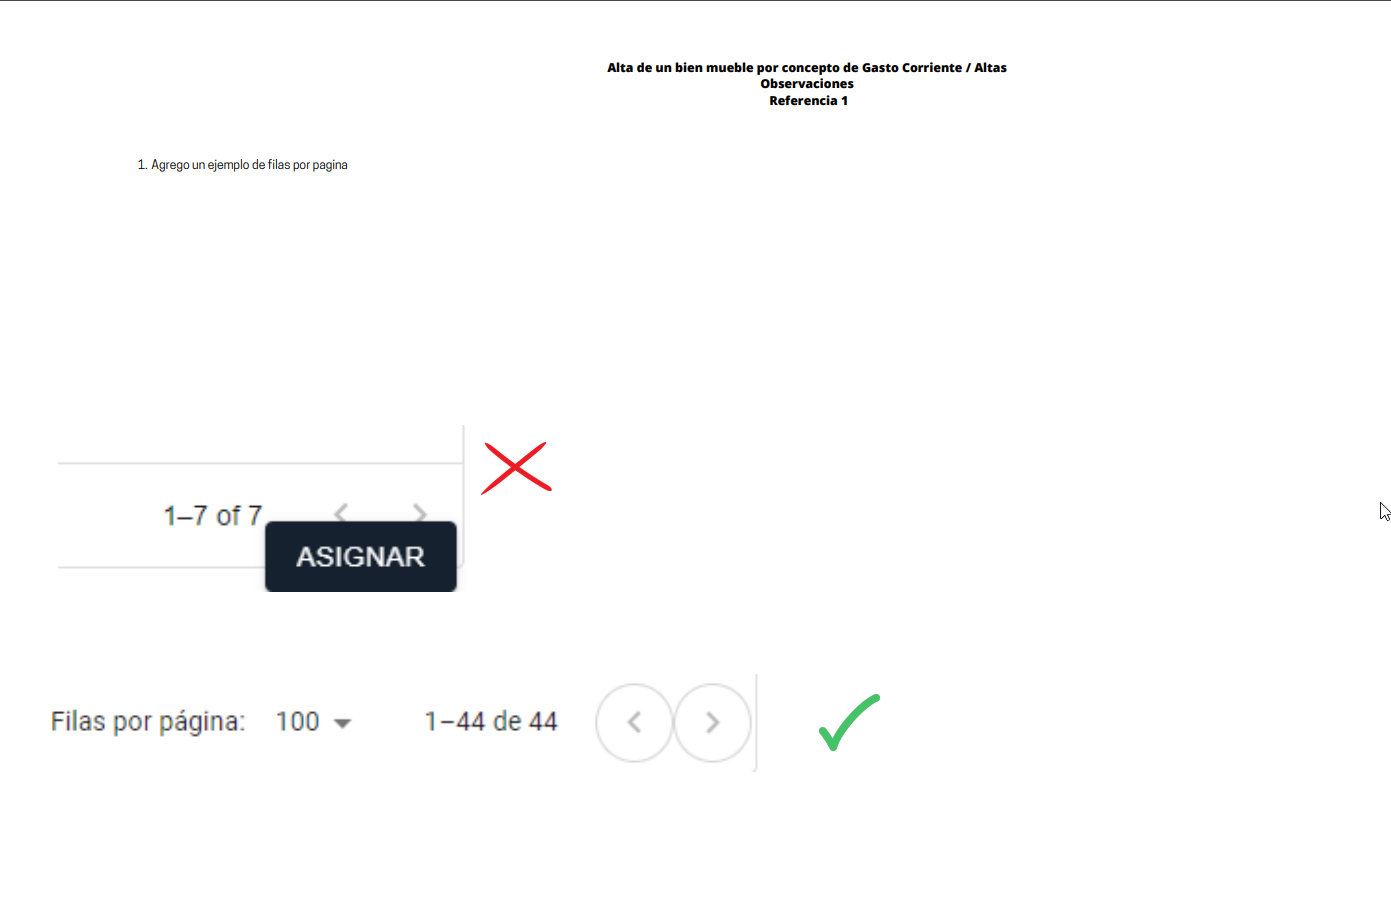 Alta de un bien mueble por concepto de Gasto Corriente / Altas
Observaciones
Referencia 1
1. Agrego un ejemplo de filas por pagina
1–7 of 7
ASIGNAR
Filas por página: 100 1–44 de 44